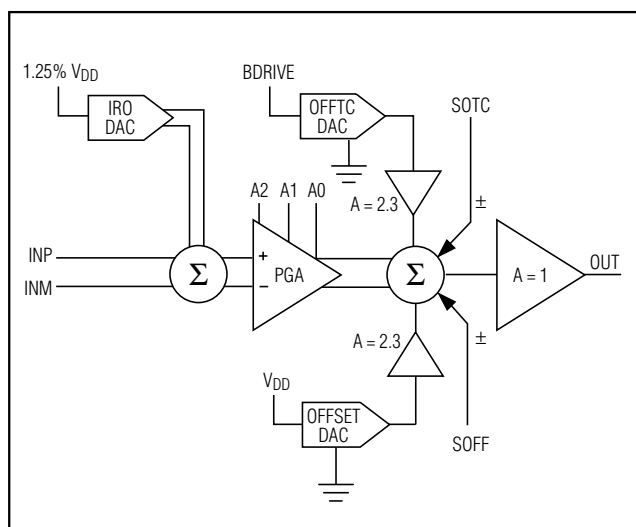 1.25% VDD
IRO
DAC
BDRIVE
OFFTC
DAC
SOTC
A2 A1 A0
A = 2.3
±
INP
INM
Σ
+
−
PGA
Σ
A = 1
OUT
A = 2.3
±
VDD
OFFSET
DAC
SOFF